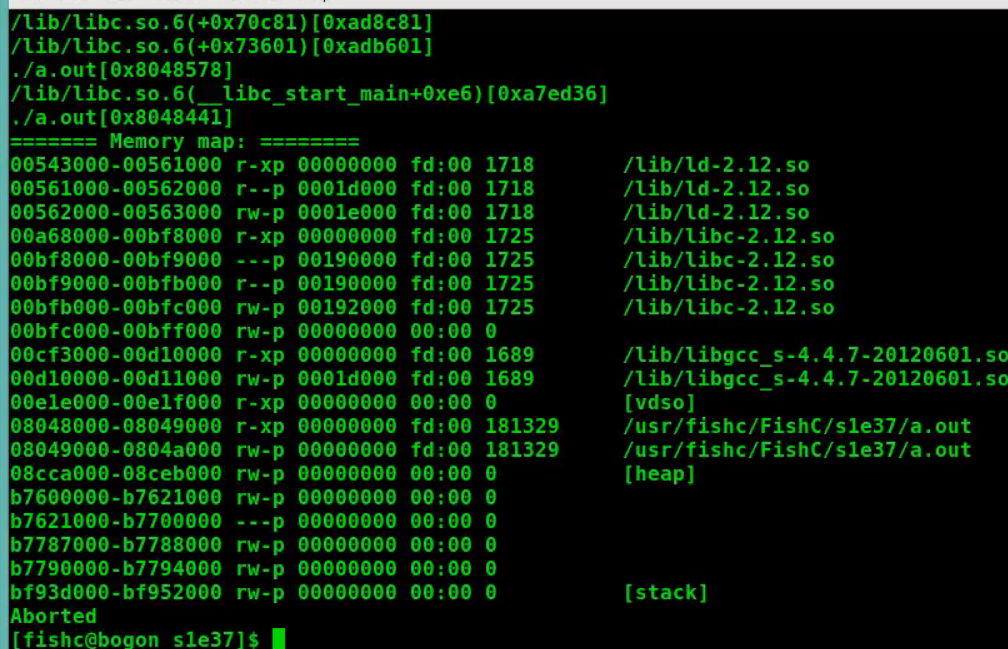 /lib/libc.so.6(+0x70c81)[0xad8c81]
/lib/libc.so.6(+0x73601)[0xadb601]
./a.out[0x8048578]
/lib/libc.so.6(__libc_start_main+0xe6)[0xa7ed36]
./a.out[0x8048441]
======= Memory map: ========
00543000-00561000 r-xp 00000000 fd:00 1718       /lib/ld-2.12.so
00561000-00562000 r--p 0001d000 fd:00 1718       /lib/ld-2.12.so
00562000-00563000 rw-p 0001e000 fd:00 1718       /lib/ld-2.12.so
00a68000-00bf8000 r-xp 00000000 fd:00 1725       /lib/libc-2.12.so
00bf8000-00bf9000 ---p 00190000 fd:00 1725       /lib/libc-2.12.so
00bf9000-00bfb000 r--p 00190000 fd:00 1725       /lib/libc-2.12.so
00bfb000-00bfc000 rw-p 00192000 fd:00 1725       /lib/libc-2.12.so
00bfc000-00bff000 rw-p 00000000 00:00 0
00cf3000-00d10000 r-xp 00000000 fd:00 1689       /lib/libgcc_s-4.4.7-20120601.so
00d10000-00d11000 rw-p 0001d000 fd:00 1689       /lib/libgcc_s-4.4.7-20120601.so
00e1e000-00e1f000 r-xp 00000000 00:00 0          [vdso]
08048000-08049000 r-xp 00000000 fd:00 181329     /usr/fishc/FishC/s1e37/a.out
08049000-0804a000 rw-p 00000000 fd:00 181329     /usr/fishc/FishC/s1e37/a.out
08cca000-08ceb000 rw-p 00000000 00:00 0          [heap]
b7600000-b7621000 rw-p 00000000 00:00 0
b7621000-b7700000 ---p 00000000 00:00 0
b7787000-b7788000 rw-p 00000000 00:00 0
b7790000-b7794000 rw-p 00000000 00:00 0
bf93d000-bf952000 rw-p 00000000 00:00 0          [stack]
Aborted
[fishc@bogon s1e37]$